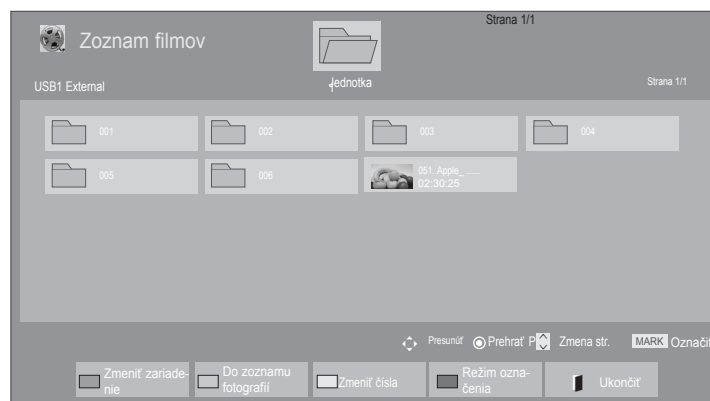 Strana 1/1
Zoznam filmov
Jednotka
USB1 External
Strana 1/1
001
002
003
004
005
006
051. Apple_ ......
02:30:25
Presunúť
Prehrať
P
Zmena str.
MARK
Označiť
Zmeniť zariade-
nie
Do zoznamu
fotografií
Zmeniť čísla
Režim ozna-
čenia
Ukončiť